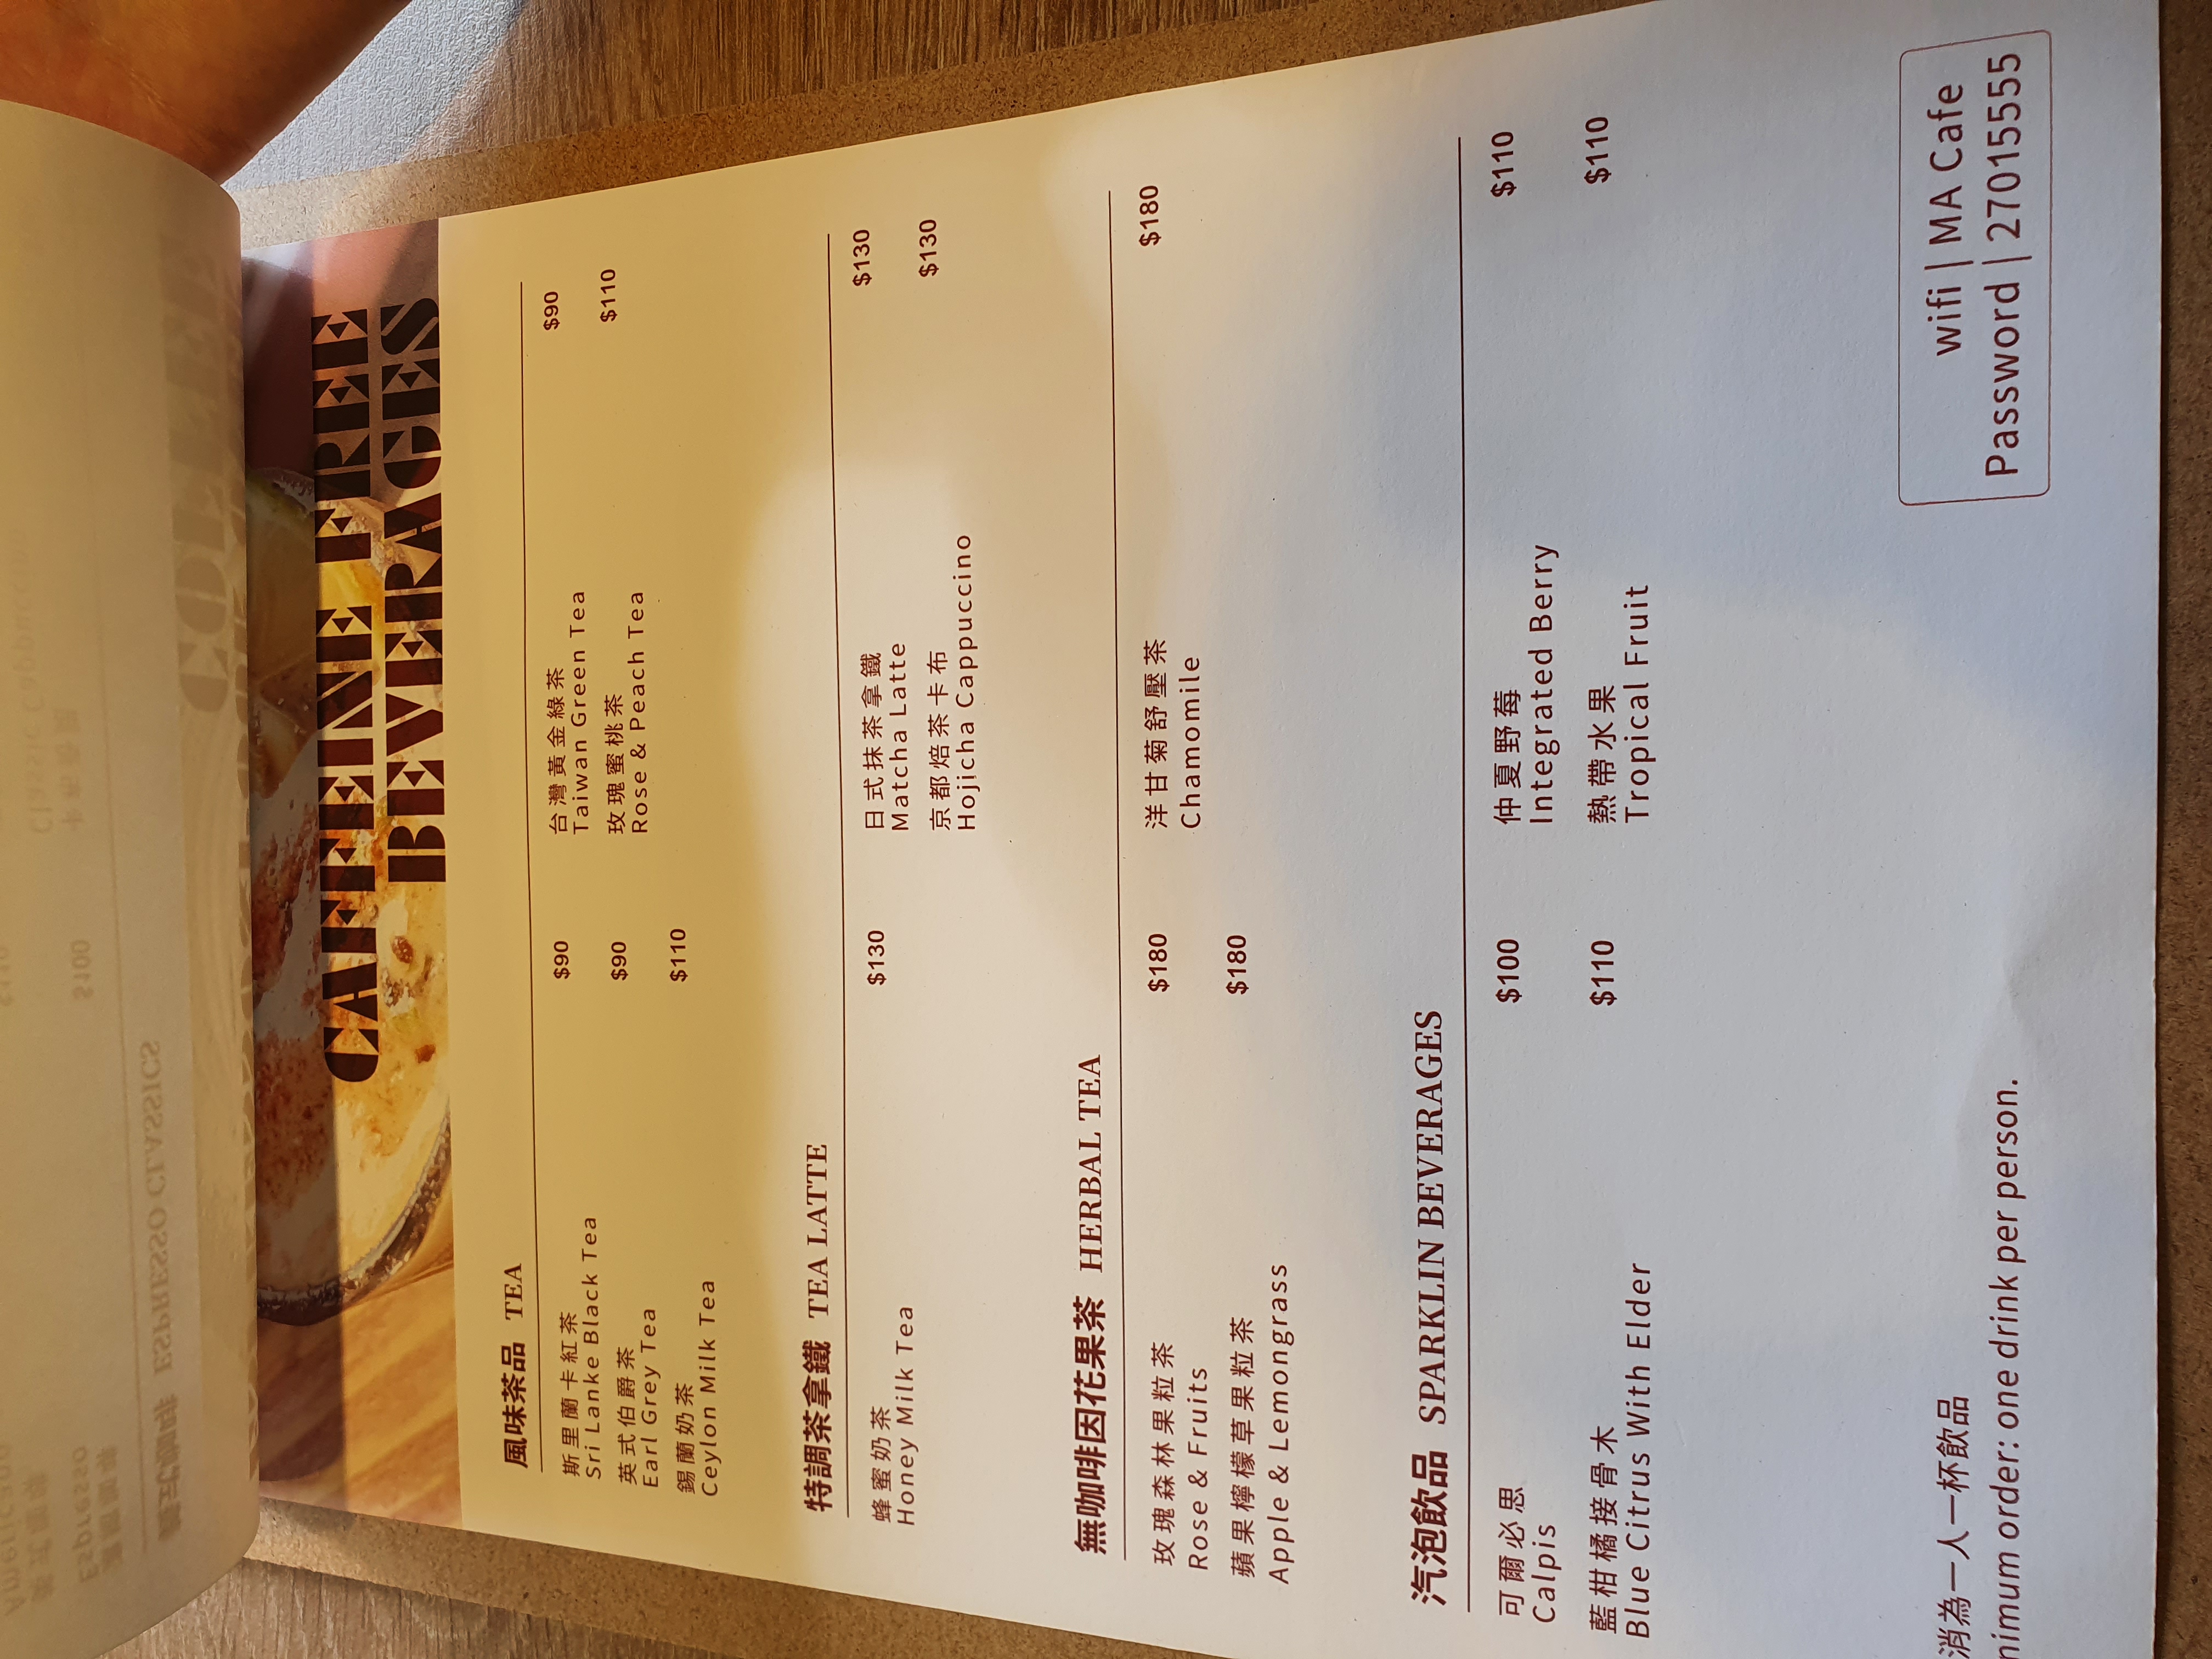 Americano
$110
Classic Cappuccino
卡布奇諾
Espresso
$100
義式咖啡 ESPRESSO CLASSICS
COFFEE
CAFFEINE FREE
BEVERAGES
風味茶品 TEA
斯里蘭卡紅茶 $90
Sri Lanke Black Tea
英式伯爵茶 $90
Earl Grey Tea
錫蘭奶茶 $110
Ceylon Milk Tea
台灣黃金綠茶 $90
Taiwan Green Tea
玫瑰蜜桃茶 $110
Rose & Peach Tea
特調茶拿鐵 TEA LATTE
蜂蜜奶茶 $130
Honey Milk Tea
日式抹茶拿鐵 $130
Matcha Latte
京都焙茶卡布 $130
Hojicha Cappuccino
無咖啡因花果茶 HERBAL TEA
玫瑰森林果粒茶 $180
Rose & Fruits
蘋果檸檬草果粒茶 $180
Apple & Lemongrass
洋甘菊舒壓茶 $180
Chamomile
汽泡飲品 SPARKLIN BEVERAGES
可爾必思 $100
Calpis
藍柑橘接骨木 $110
Blue Citrus With Elder
仲夏野莓 $110
Integrated Berry
熱帶水果 $110
Tropical Fruit
消為一人一杯飲品
nimum order: one drink per person.
wifi | MA Cafe
Password | 27015555